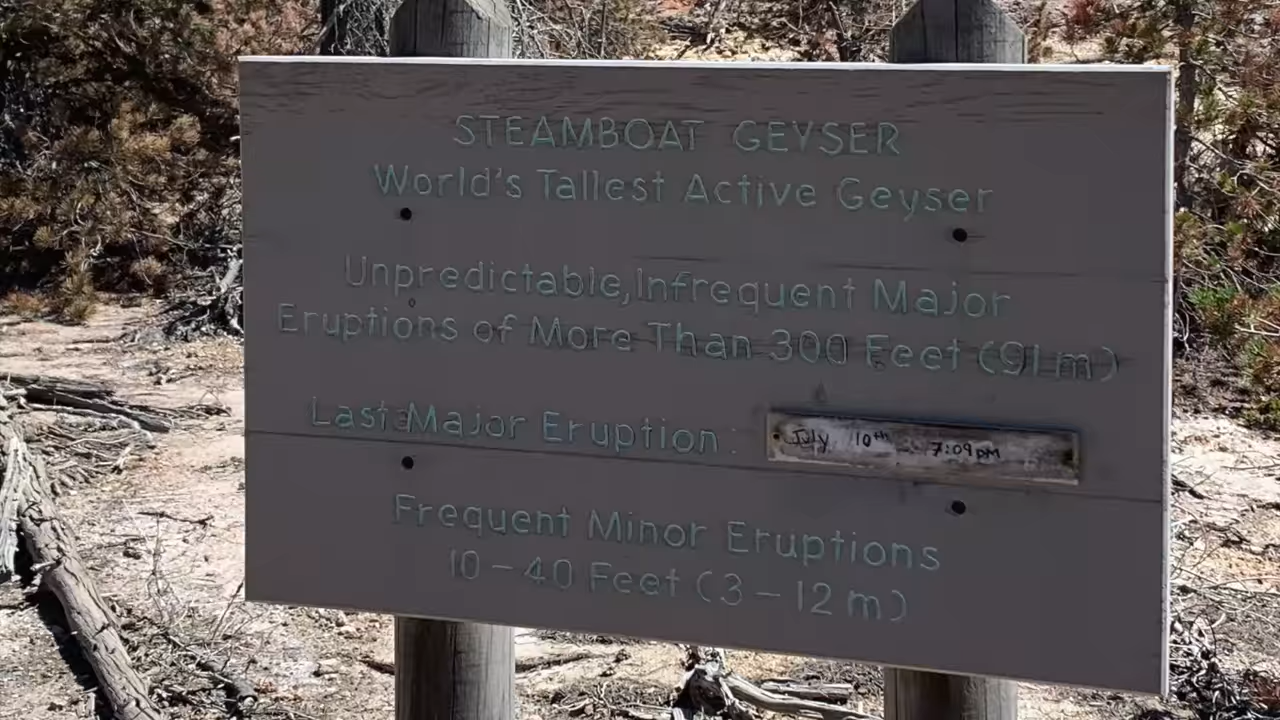 STEAMBOAT GEYSER
World's Tallest Active Geyser
Unpredictable, Infrequent Major
Eruptions of More Than 300 Feet (91 m)
Last Major Eruption: July 10th 7:09 PM
Frequent Minor Eruptions
10 - 40 Feet (3 - 12 m)